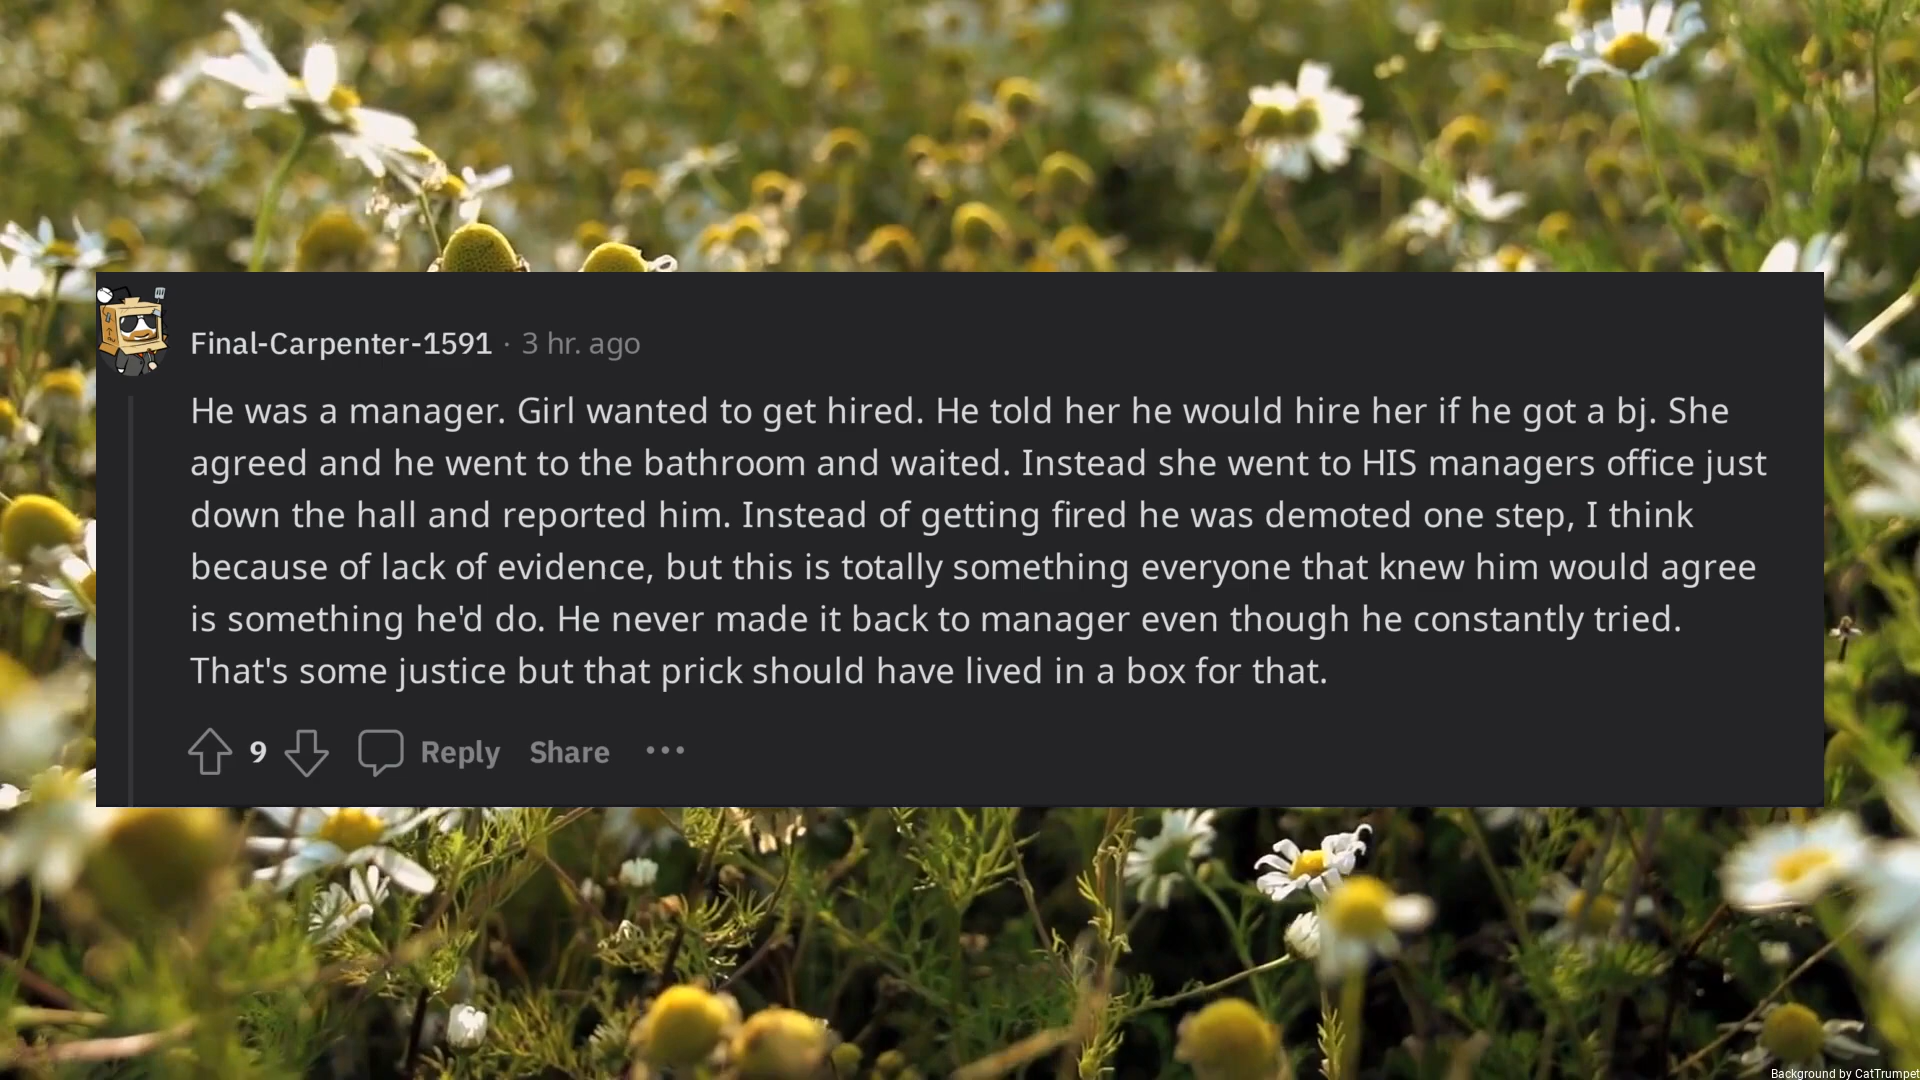 Final-Carpenter-1591 · 3 hr. ago
He was a manager. Girl wanted to get hired. He told her he would hire her if he got a bj. She
agreed and he went to the bathroom and waited. Instead she went to HIS managers office just
down the hall and reported him. Instead of getting fired he was demoted one step, I think
because of lack of evidence, but this is totally something everyone that knew him would agree
is something he'd do. He never made it back to manager even though he constantly tried.
That's some justice but that prick should have lived in a box for that.
9 Reply Share •••
Background by CatTrumpet